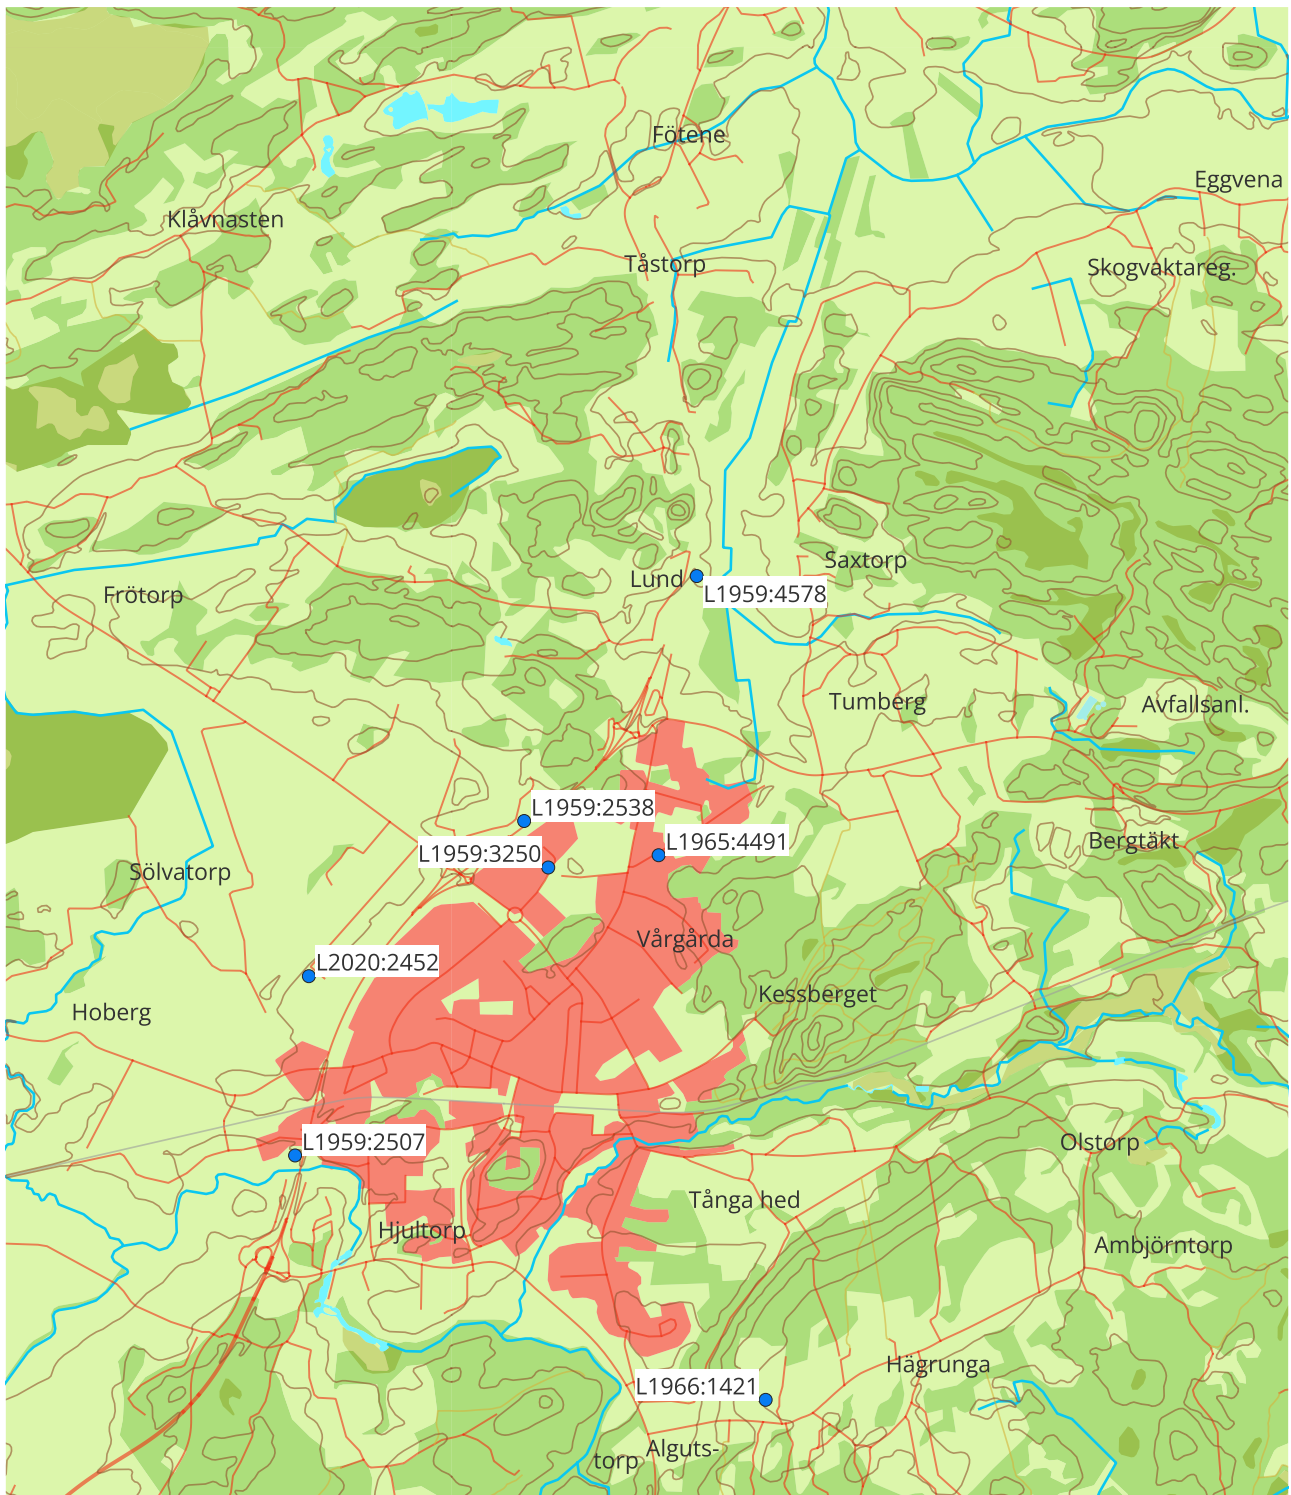 Fötene
Eggvena
Klåvnasten
Tåstorp
Skogvaktareg.
Saxtorp
Lund
L1959:4578
Frötorp
Tumberg
Avfallsanl.
L1959:2538
L1965:4491
Bergtäkt
L1959:3250
Sölvatorp
Vårgårda
L2020:2452
Kessberget
Hoberg
L1959:2507
Olstorp
Tånga hed
Hjultorp
Ambjörntorp
Hägrunga
L1966:1421
Alguts-
torp